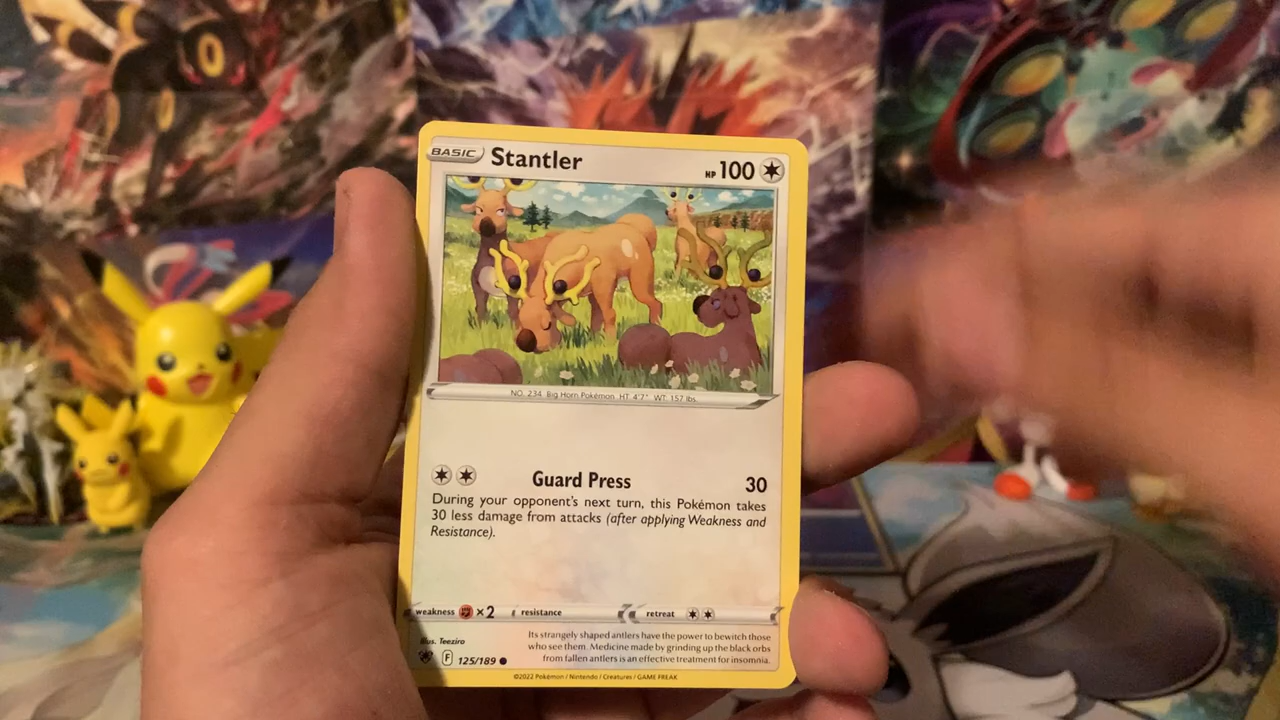 BASIC Stantler HP 100
NO. 234 Big Horn Pokémon HT: 4'7" WT: 157 lbs.
Guard Press 30
During your opponent's next turn, this Pokémon takes
30 less damage from attacks (after applying Weakness and
Resistance).
weakness ×2 resistance retreat
Illus. Teeziro
Its strangely shaped antlers have the power to bewitch those
who see them. Medicine made by grinding up the black orbs
from fallen antlers is an effective treatment for insomnia.
F 125/189
©2022 Pokémon / Nintendo / Creatures / GAME FREAK